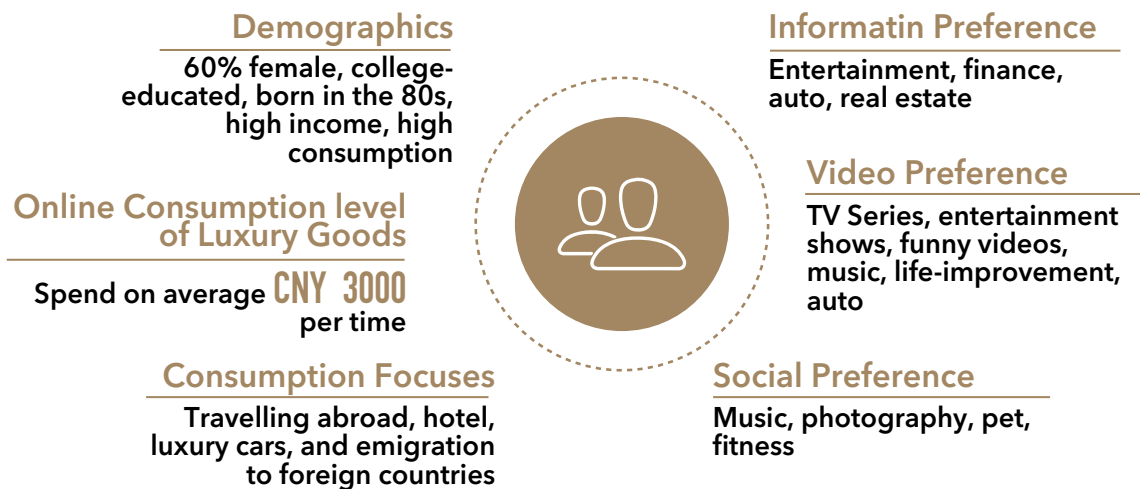 Demographics
60% female, college-
educated, born in the 80s,
high income, high
consumption
Online Consumption level
of Luxury Goods
Spend on average CNY 3000
per time
Consumption Focuses
Travelling abroad, hotel,
luxury cars, and emigration
to foreign countries
Informatin Preference
Entertainment, finance,
auto, real estate
Video Preference
TV Series, entertainment
shows, funny videos,
music, life-improvement,
auto
Social Preference
Music, photography, pet,
fitness